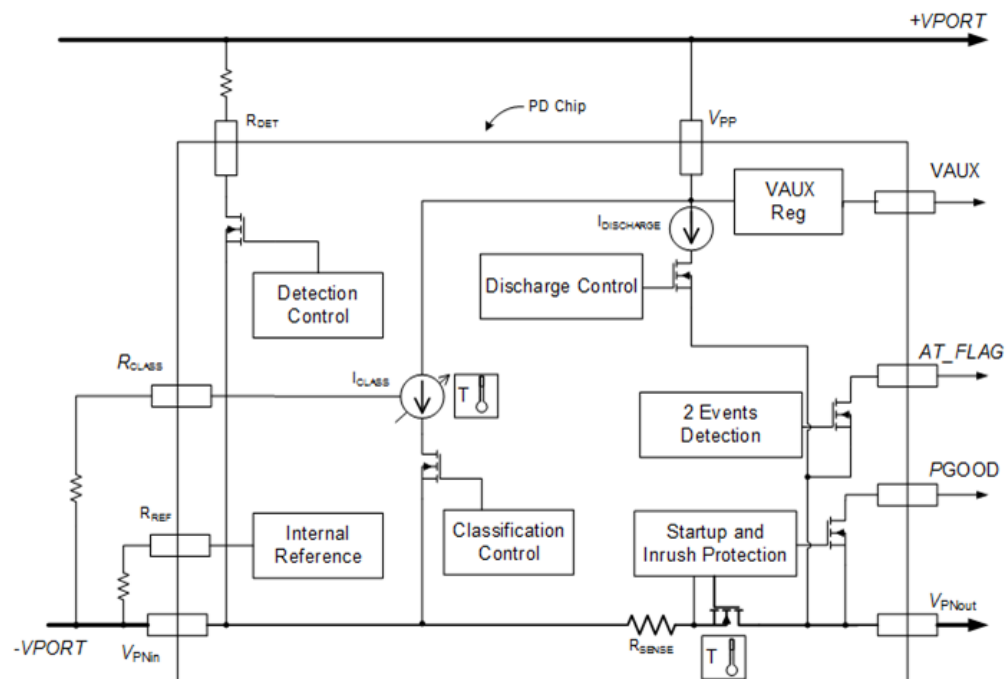 +VPORT
PD Chip
RDET
VPP
VAUX
VAUX
Reg
IDISCHARGE
Detection
Control
Discharge Control
RCLASS
ICLASS
T
AT_FLAG
2 Events
Detection
PGOOD
RREF
Internal
Reference
Classification
Control
Startup and
Inrush Protection
-VPORT
VPNin
RSENSE
T
VPNout